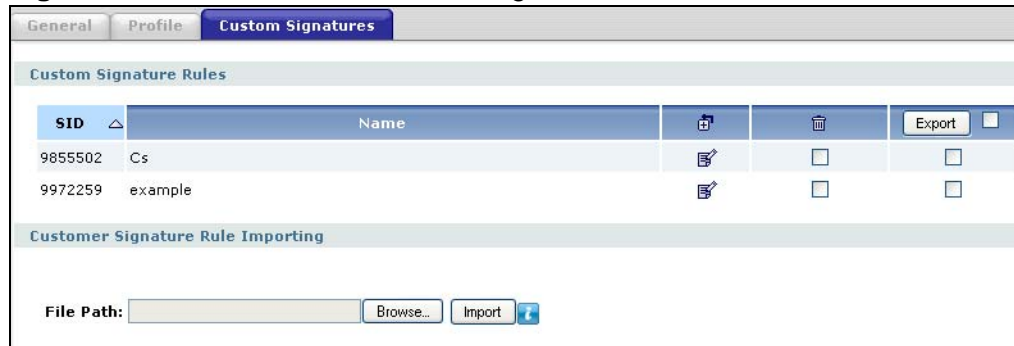 General Profile Custom Signatures
Custom Signature Rules
SID Name Export
9855502 Cs
9972259 example
Customer Signature Rule Importing
File Path: Browse... Import